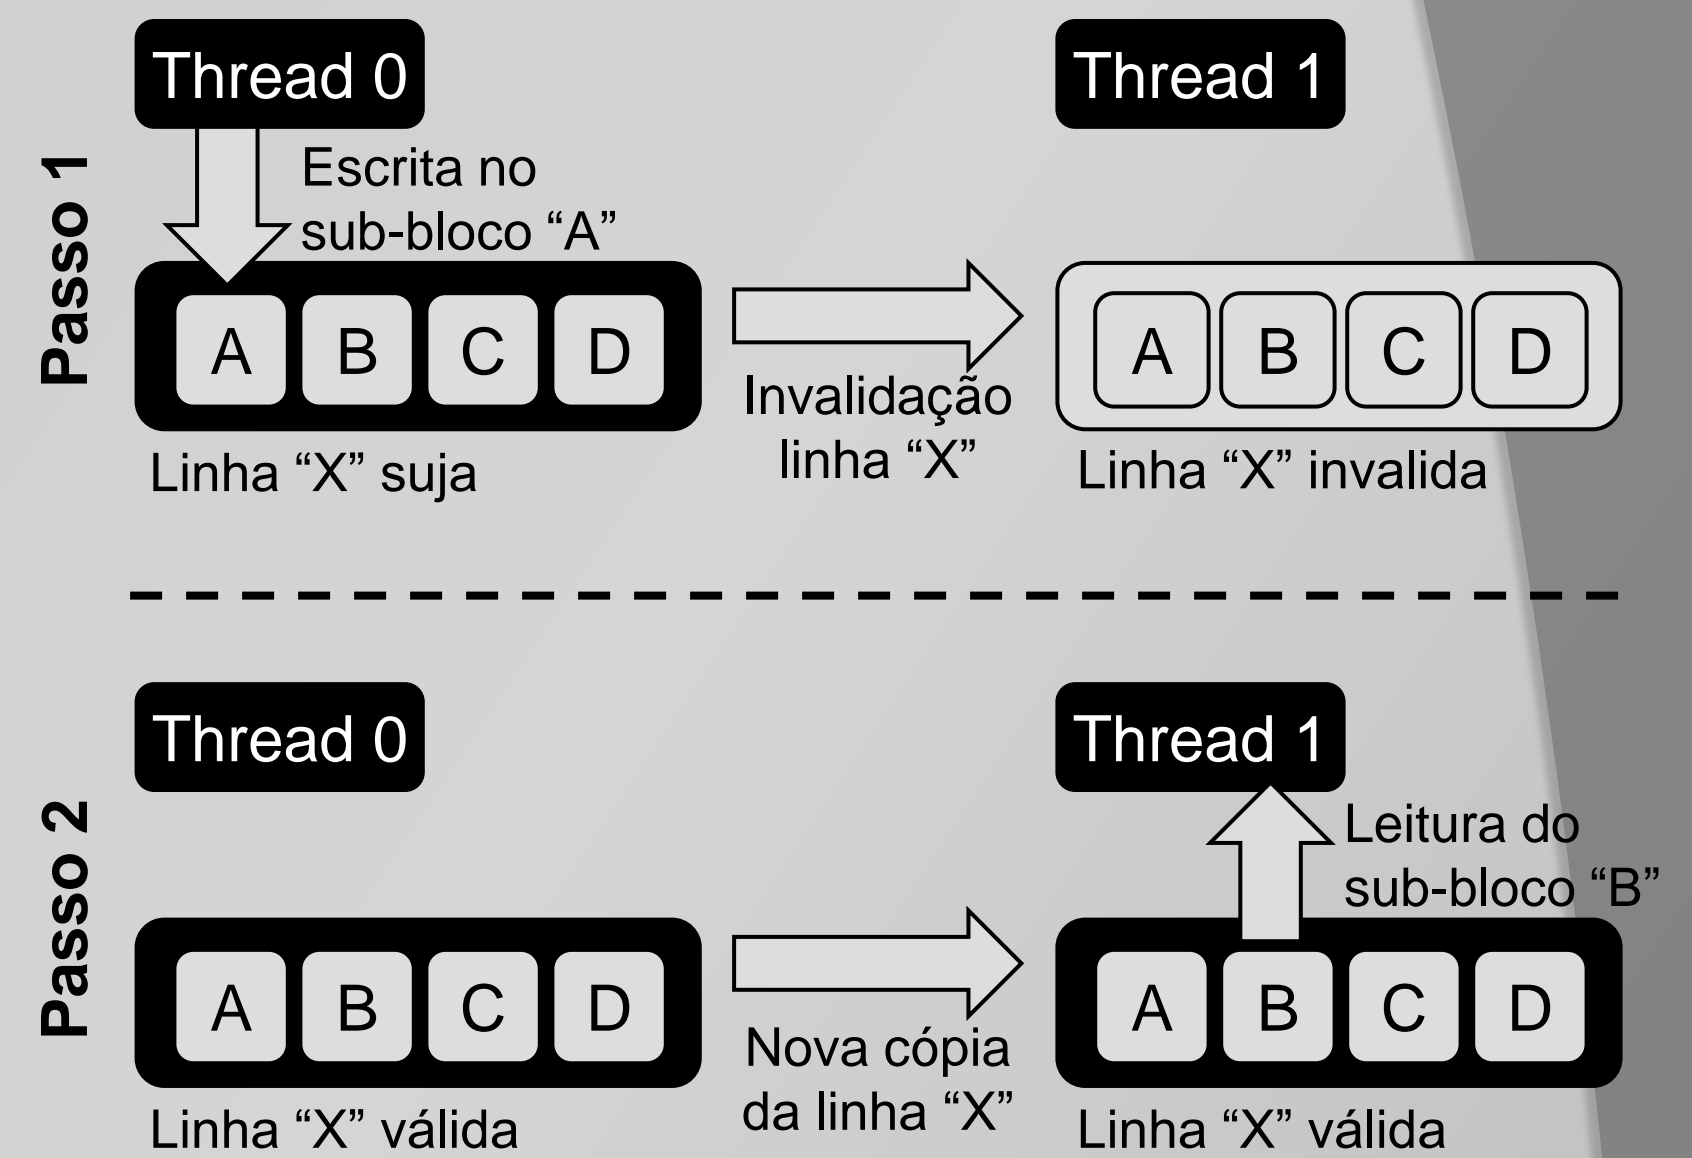 Passo 1
Thread 0
Thread 1
Escrita no
sub-bloco “A”
A B C D
A B C D
Invalidação
linha “X”
Linha “X” suja
Linha “X” invalida
Passo 2
Thread 0
Thread 1
Leitura do
sub-bloco “B”
A B C D
A B C D
Nova cópia
da linha “X”
Linha “X” válida
Linha “X” válida